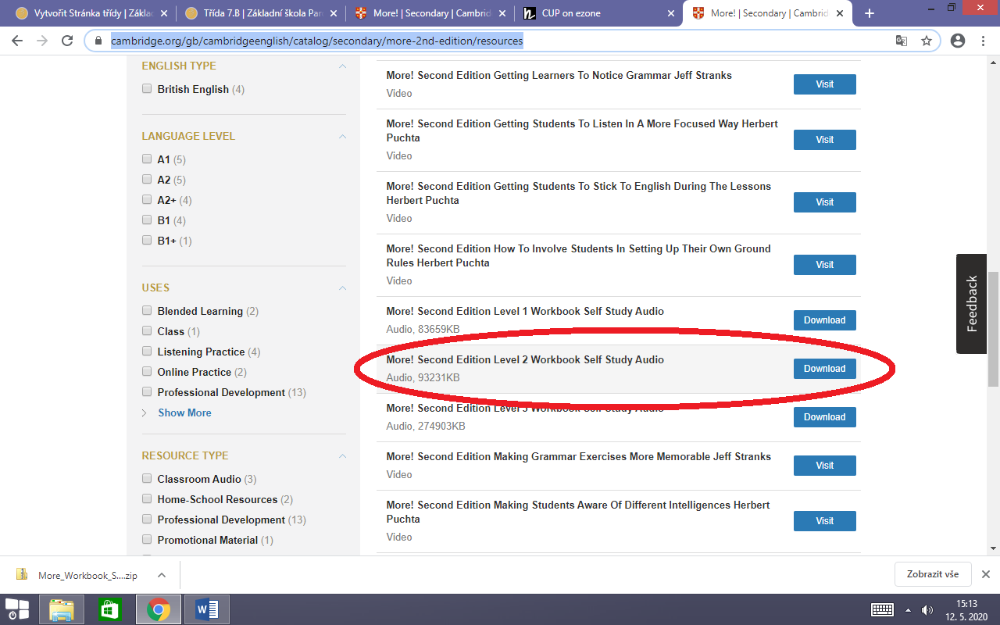 Vytvořit Stránka třídy | Základ
Třída 7.B | Základní škola Par
More! | Secondary | Cambrid
CUP on ezone
More! | Secondary | Cambrid
cambridge.org/gb/cambridgeenglish/catalog/secondary/more-2nd-edition/resources
ENGLISH TYPE
British English (4)
LANGUAGE LEVEL
A1 (5)
A2 (5)
A2+ (4)
B1 (4)
B1+ (1)
USES
Blended Learning (2)
Class (1)
Listening Practice (4)
Online Practice (2)
Professional Development (13)
Show More
RESOURCE TYPE
Classroom Audio (3)
Home-School Resources (2)
Professional Development (13)
Promotional Material (1)
More! Second Edition Getting Learners To Notice Grammar Jeff Stranks
Video
Visit
More! Second Edition Getting Students To Listen In A More Focused Way Herbert
Puchta
Video
Visit
More! Second Edition Getting Students To Stick To English During The Lessons
Herbert Puchta
Video
Visit
More! Second Edition How To Involve Students In Setting Up Their Own Ground
Rules Herbert Puchta
Video
Visit
More! Second Edition Level 1 Workbook Self Study Audio
Audio, 83659KB
Download
More! Second Edition Level 2 Workbook Self Study Audio
Audio, 93231KB
Download
More! Second Edition Level 3 Workbook Self Study Audio
Audio, 274903KB
Download
More! Second Edition Making Grammar Exercises More Memorable Jeff Stranks
Video
Visit
More! Second Edition Making Students Aware Of Different Intelligences Herbert
Puchta
Video
Visit
Feedback
More_Workbook_S....zip
Zobrazit vše
15:13
12. 5. 2020